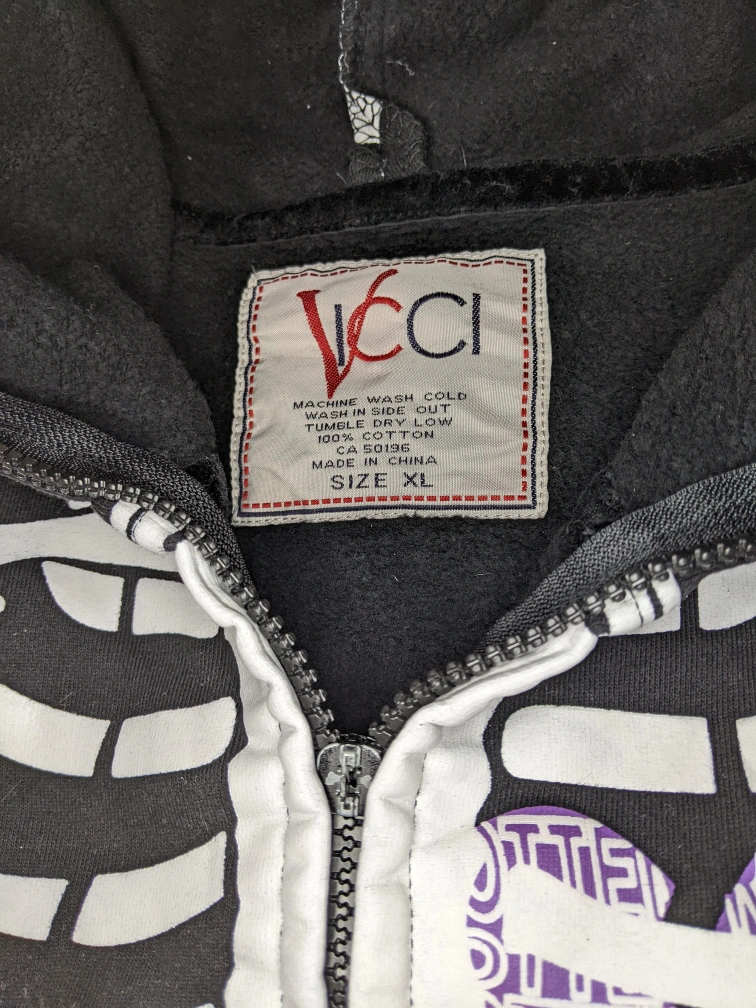 VICCI
MACHINE WASH COLD
WASH IN SIDE OUT
TUMBLE DRY LOW
100% COTTON
CA 50196
MADE IN CHINA
SIZE XL